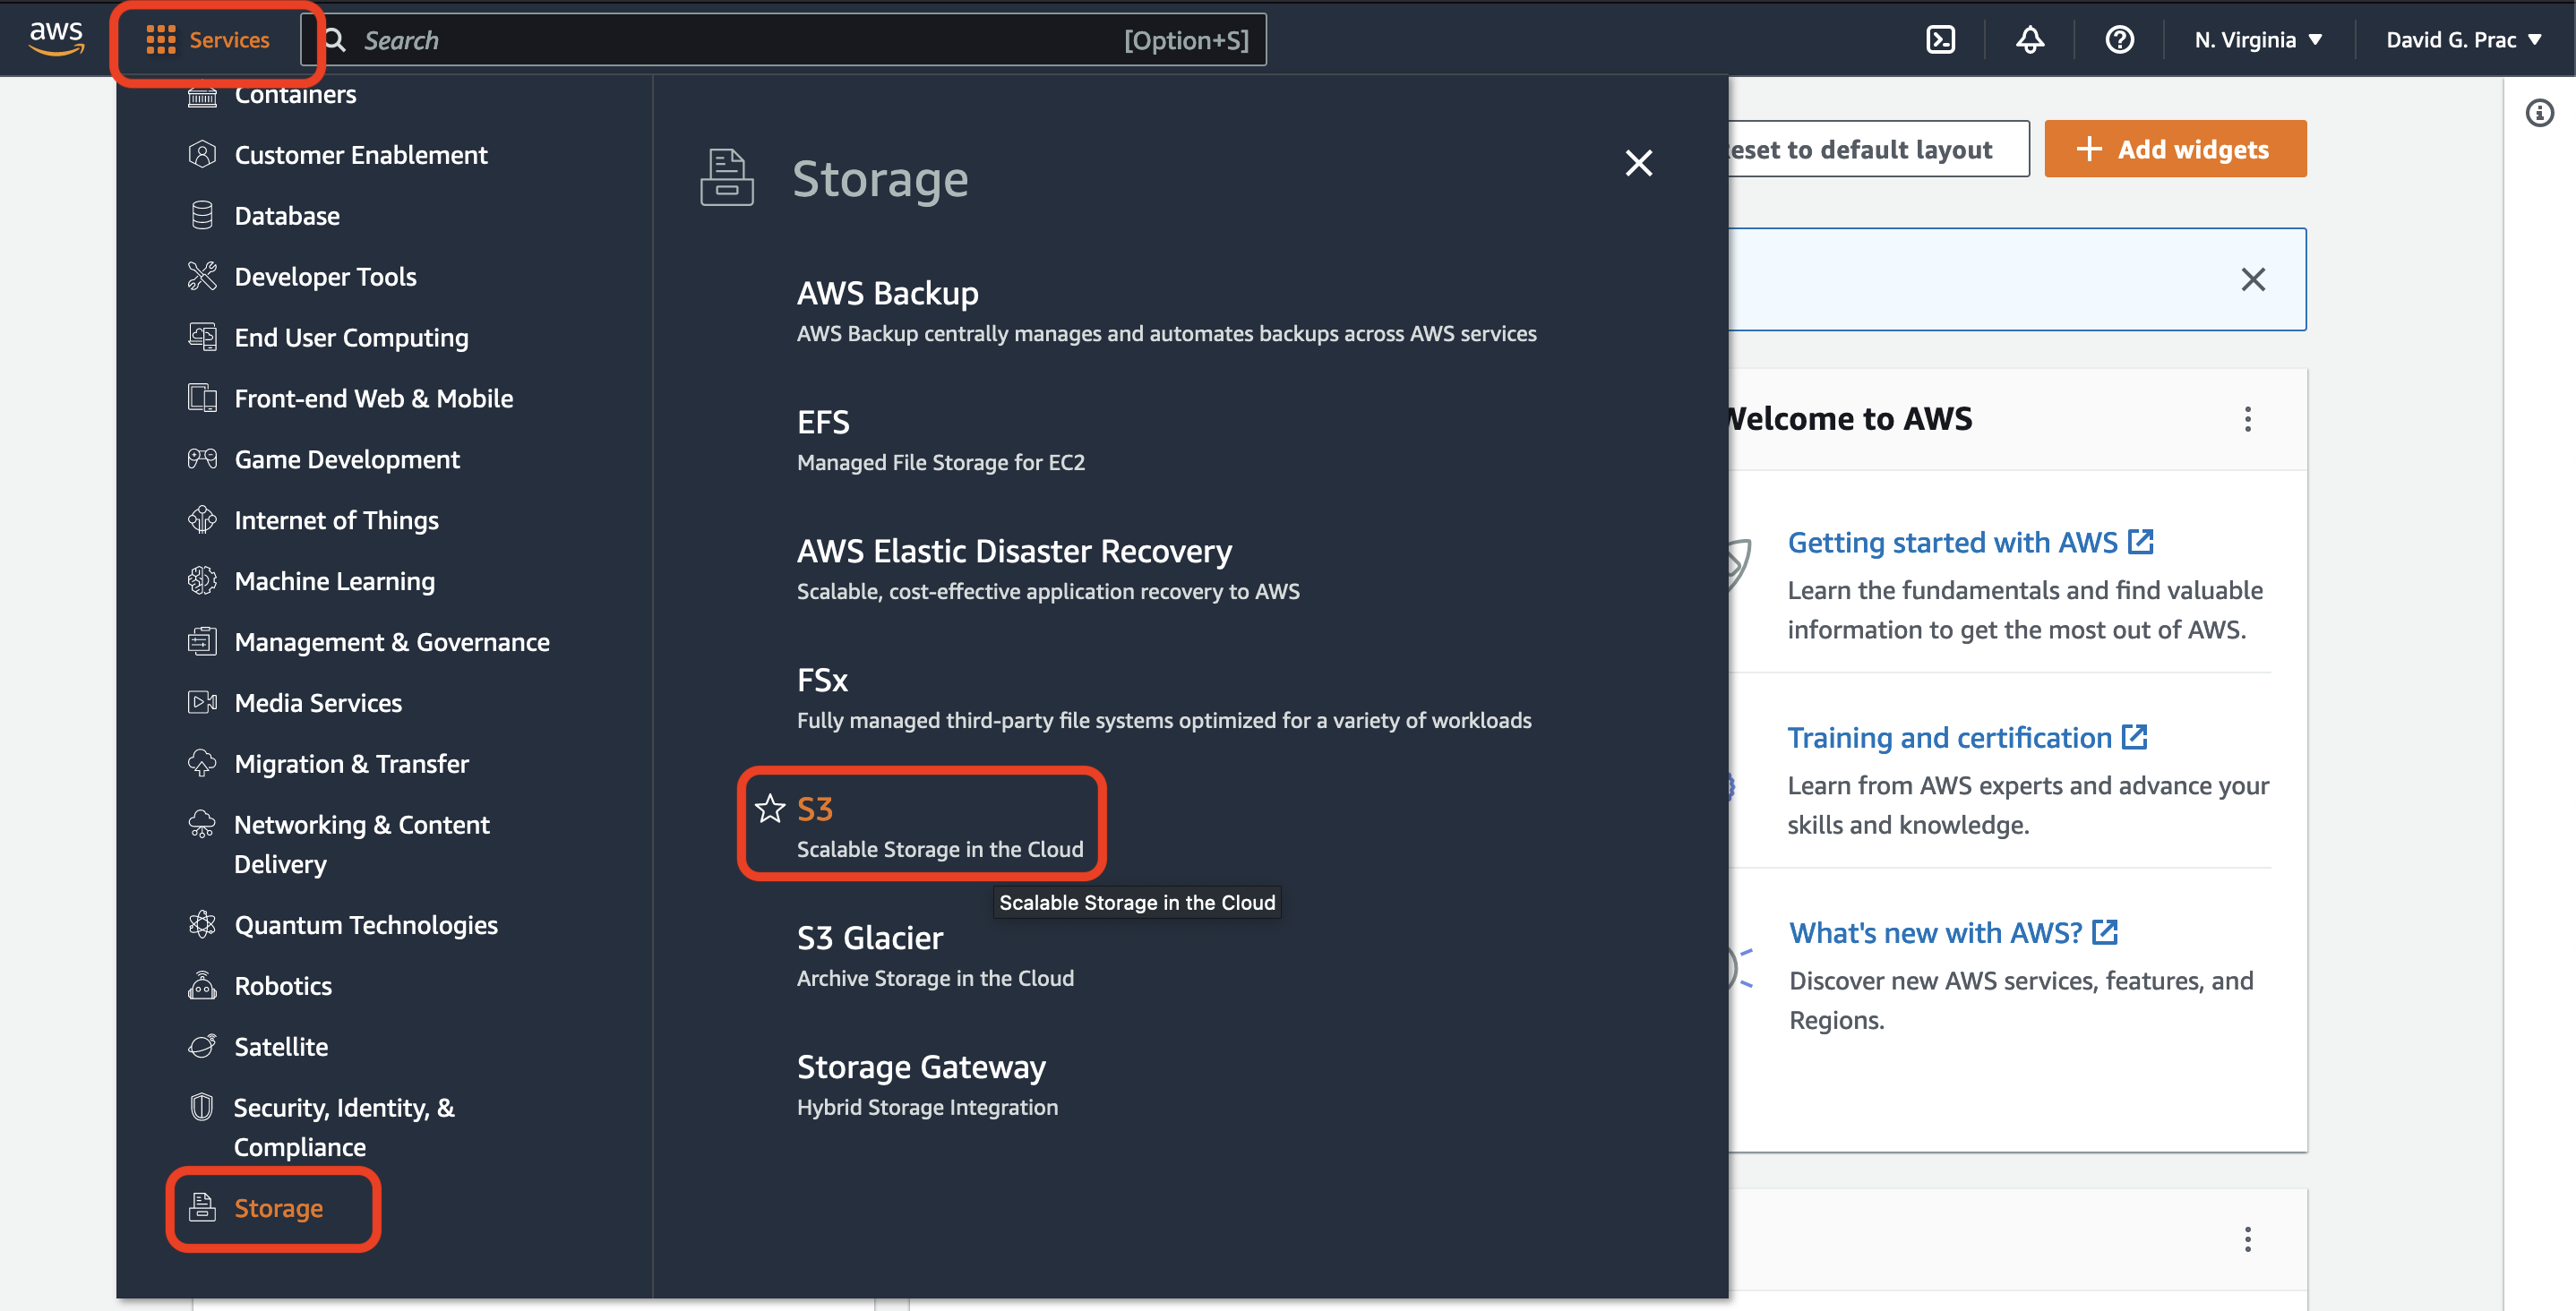 aws
Services
Search
[Option+S]
N. Virginia
David G. Prac
Containers
Customer Enablement
Database
Developer Tools
End User Computing
Front-end Web & Mobile
Game Development
Internet of Things
Machine Learning
Management & Governance
Media Services
Migration & Transfer
Networking & Content
Delivery
Quantum Technologies
Robotics
Satellite
Security, Identity, &
Compliance
Storage
Storage
AWS Backup
AWS Backup centrally manages and automates backups across AWS services
EFS
Managed File Storage for EC2
AWS Elastic Disaster Recovery
Scalable, cost-effective application recovery to AWS
FSx
Fully managed third-party file systems optimized for a variety of workloads
S3
Scalable Storage in the Cloud
Scalable Storage in the Cloud
S3 Glacier
Archive Storage in the Cloud
Storage Gateway
Hybrid Storage Integration
eset to default layout
Add widgets
Welcome to AWS
Getting started with AWS
Learn the fundamentals and find valuable
information to get the most out of AWS.
Training and certification
Learn from AWS experts and advance your
skills and knowledge.
What's new with AWS?
Discover new AWS services, features, and
Regions.